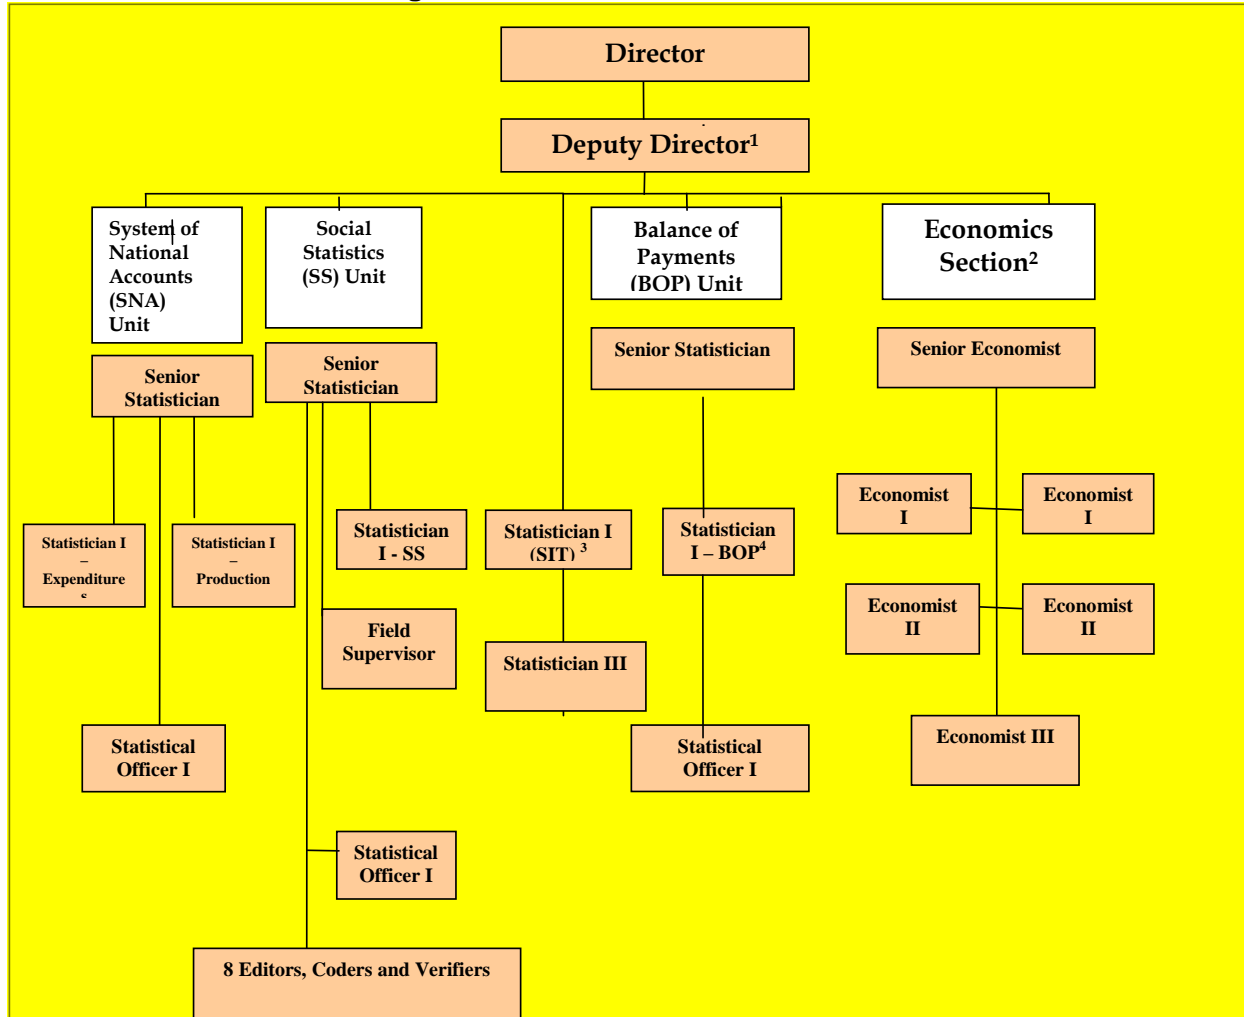 Director
Deputy Director¹
System of
National
Accounts
(SNA)
Unit
Social
Statistics
(SS) Unit
Balance of
Payments
(BOP) Unit
Economics
Section²
Senior
Statistician
Senior
Statistician
Senior Statistician
Senior Economist
Statistician I
–
Expenditure
s
Statistician I
–
Production
Statistician
I - SS
Statistician I
(SIT) ³
Statistician
I – BOP⁴
Economist
I
Economist
I
Field
Supervisor
Statistician III
Economist
II
Economist
II
Statistical
Officer I
Statistical
Officer I
Economist III
Statistical
Officer I
8 Editors, Coders and Verifiers